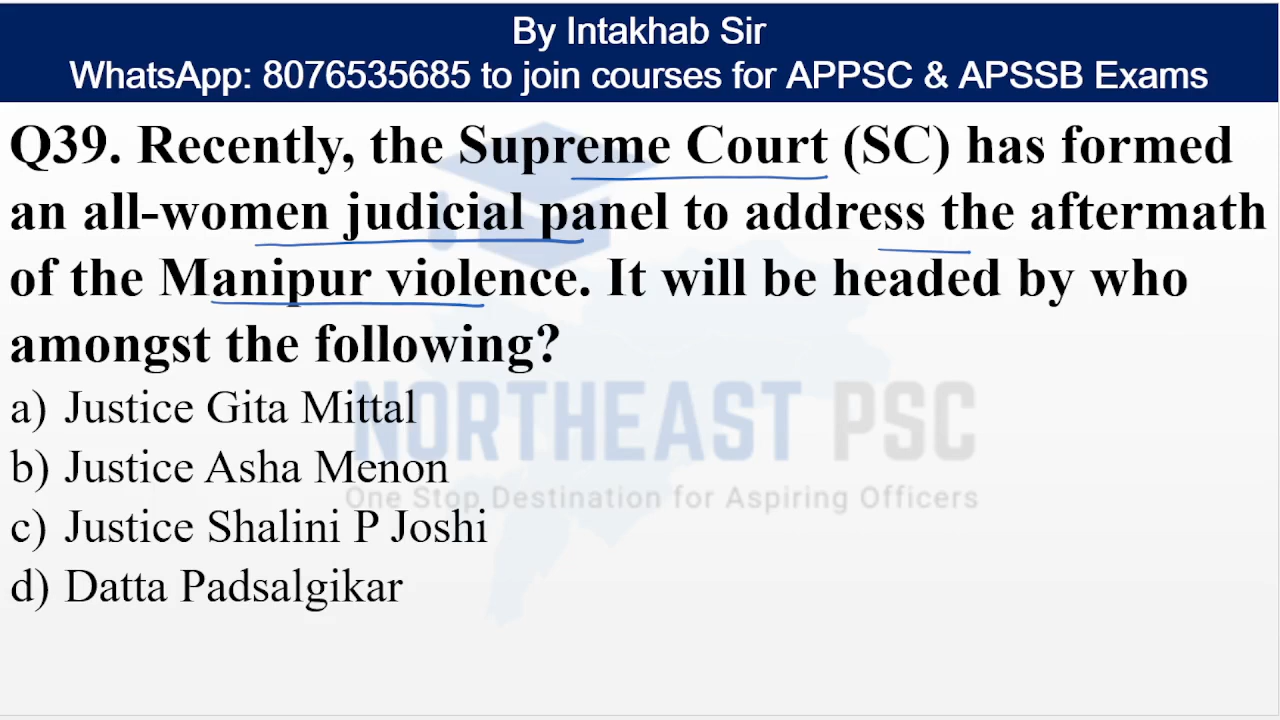 By Intakhab Sir
WhatsApp: 8076535685 to join courses for APPSC & APSSB Exams
Q39. Recently, the Supreme Court (SC) has formed
an all-women judicial panel to address the aftermath
of the Manipur violence. It will be headed by who
amongst the following?
a) Justice Gita Mittal
b) Justice Asha Menon
c) Justice Shalini P Joshi
d) Datta Padsalgikar
NORTHEAST PSC
One Stop Destination for Aspiring Officers